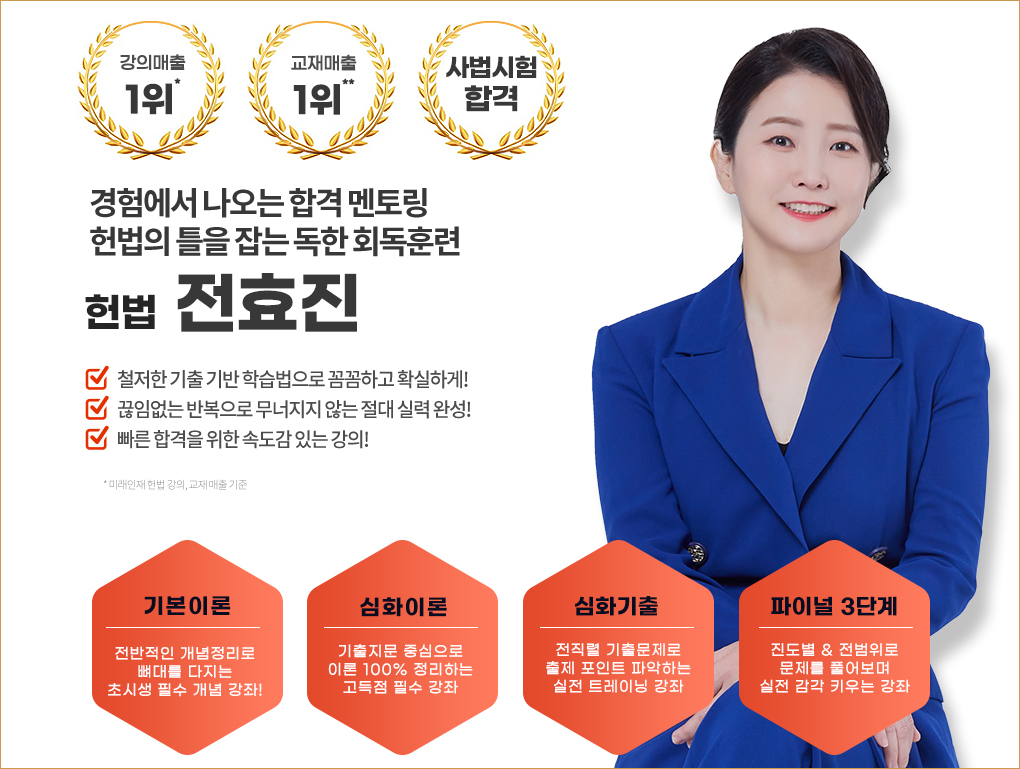 강의매출
1위*
교재매출
1위**
사법시험
합격
경험에서 나오는 합격 멘토링
헌법의 틀을 잡는 독한 회독훈련
헌법 전효진
철저한 기출 기반 학습법으로 꼼꼼하고 확실하게!
끊임없는 반복으로 무너지지 않는 절대 실력 완성!
빠른 합격을 위한 속도감 있는 강의!
* 미래인재 헌법 강의, 교재 매출 기준
기본이론
전반적인 개념정리로
뼈대를 다지는
초시생 필수 개념 강좌!
심화이론
기출지문 중심으로
이론 100% 정리하는
고득점 필수 강좌
심화기출
전직렬 기출문제로
출제 포인트 파악하는
실전 트레이닝 강좌
파이널 3단계
진도별 & 전범위로
문제를 풀어보며
실전 감각 키우는 강좌